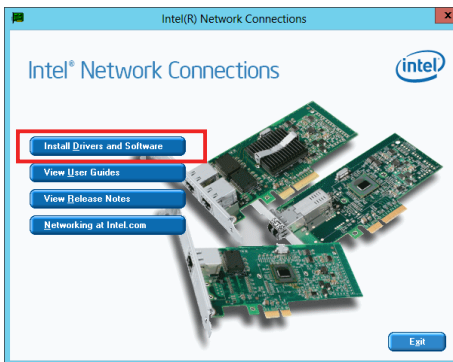 Intel(R) Network Connections
x
Intel® Network Connections
intel
Install Drivers and Software
View User Guides
View Release Notes
Networking at Intel.com
Exit